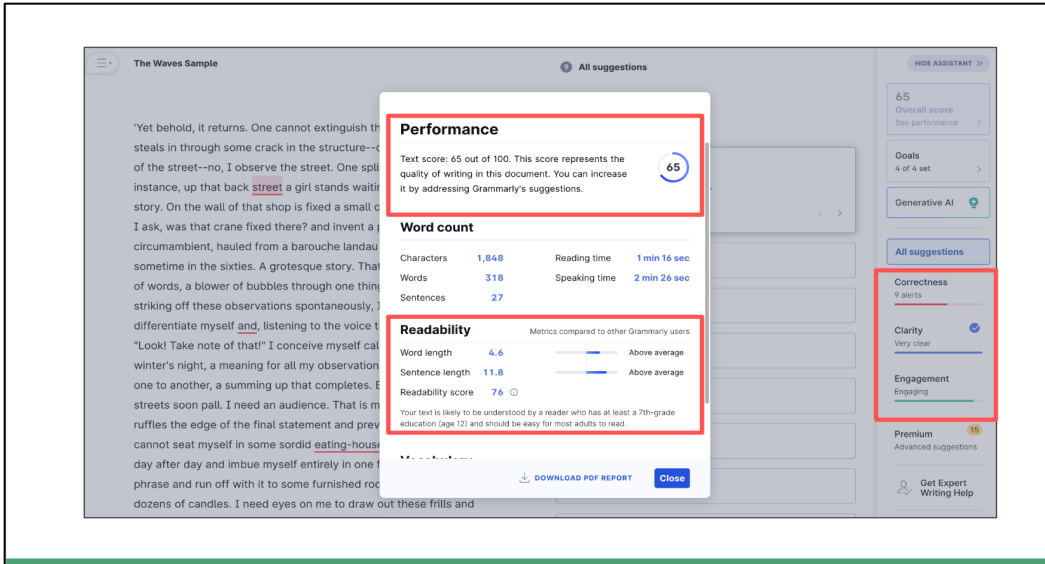 The Waves Sample
9 All suggestions
HIDE ASSISTANT >>
'Yet behold, it returns. One cannot extinguish th
steals in through some crack in the structure--
of the street--no, I observe the street. One spli
instance, up that back street a girl stands waitin
story. On the wall of that shop is fixed a small c
I ask, was that crane fixed there? and invent a p
circumambient, hauled from a barouche landau
sometime in the sixties. A grotesque story. That
of words, a blower of bubbles through one thing
striking off these observations spontaneously, I
differentiate myself and, listening to the voice t
"Look! Take note of that!" I conceive myself cal
winter's night, a meaning for all my observation
one to another, a summing up that completes. B
streets soon pall. I need an audience. That is m
ruffles the edge of the final statement and prev
cannot seat myself in some sordid eating-house
day after day and imbue myself entirely in one f
phrase and run off with it to some furnished roo
dozens of candles. I need eyes on me to draw out these frills and
Performance
Text score: 65 out of 100. This score represents the
quality of writing in this document. You can increase
it by addressing Grammarly's suggestions.
65
Word count
Characters 1,848 Reading time 1 min 16 sec
Words 318 Speaking time 2 min 26 sec
Sentences 27
Readability Metrics compared to other Grammarly users
Word length 4.6 Above average
Sentence length 11.8 Above average
Readability score 76
Your text is likely to be understood by a reader who has at least a 7th-grade
education (age 12) and should be easy for most adults to read.
DOWNLOAD PDF REPORT Close
65
Overall score
See performance
Goals
4 of 4 set
Generative AI
All suggestions
Correctness
9 alerts
Clarity
Very clear
Engagement
Engaging
Premium 15
Advanced suggestions
Get Expert
Writing Help